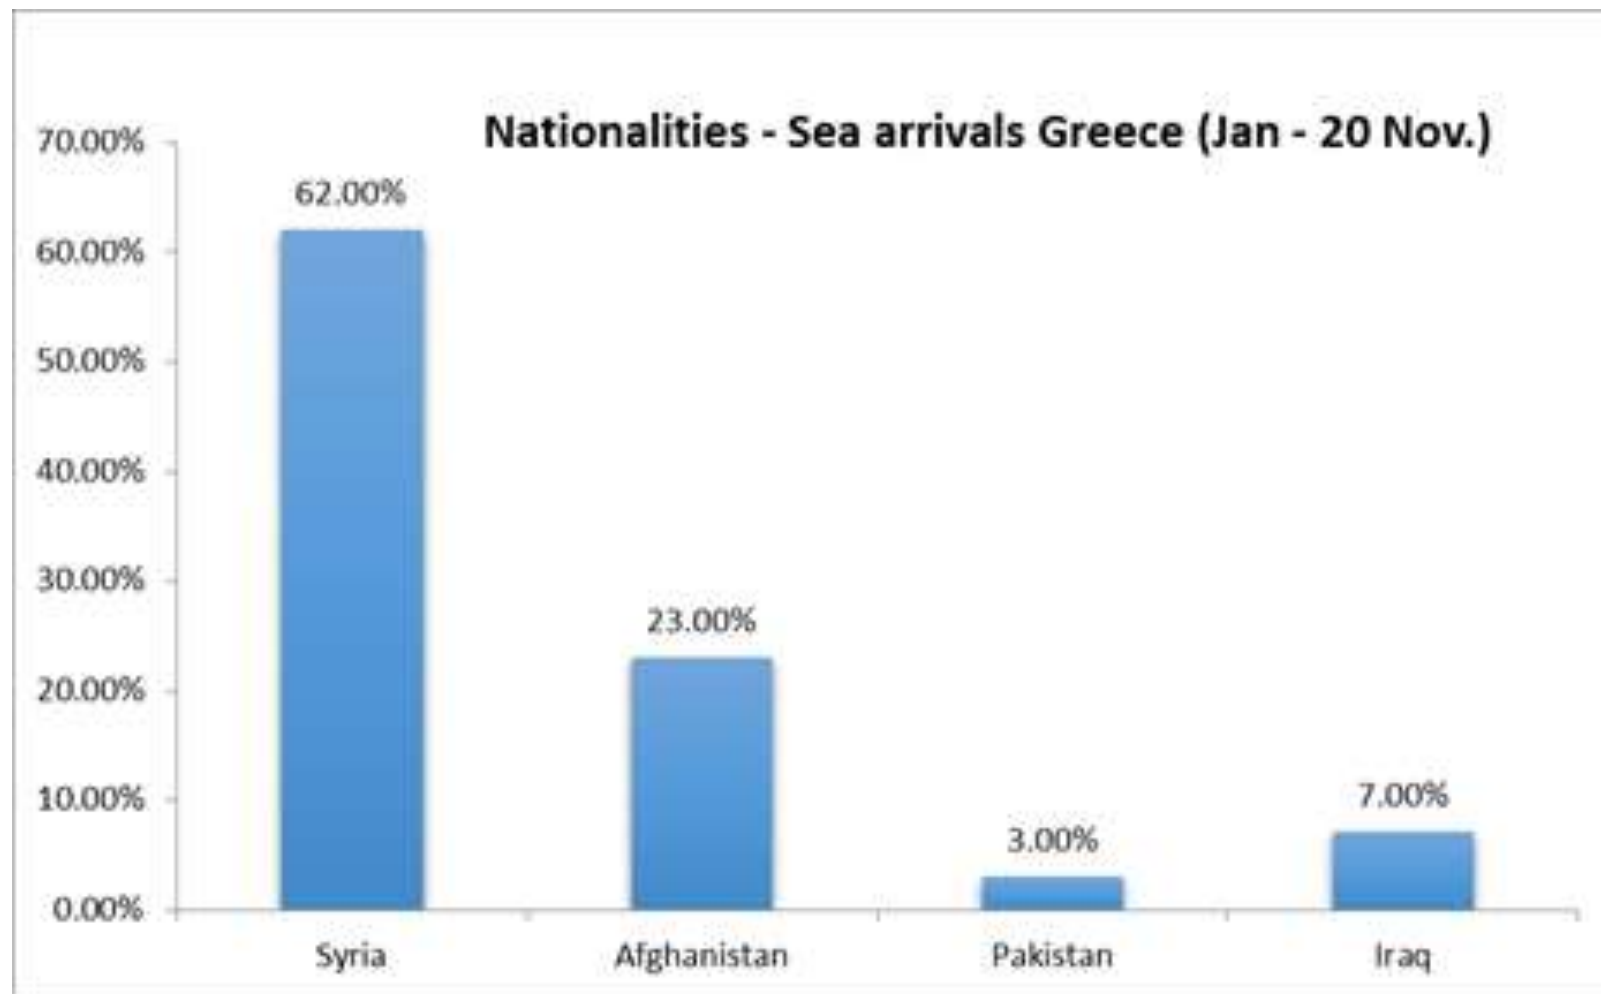 Nationalities - Sea arrivals Greece (Jan - 20 Nov.)
70.00%
60.00%
50.00%
40.00%
30.00%
20.00%
10.00%
0.00%
62.00%
23.00%
3.00%
7.00%
Syria
Afghanistan
Pakistan
Iraq